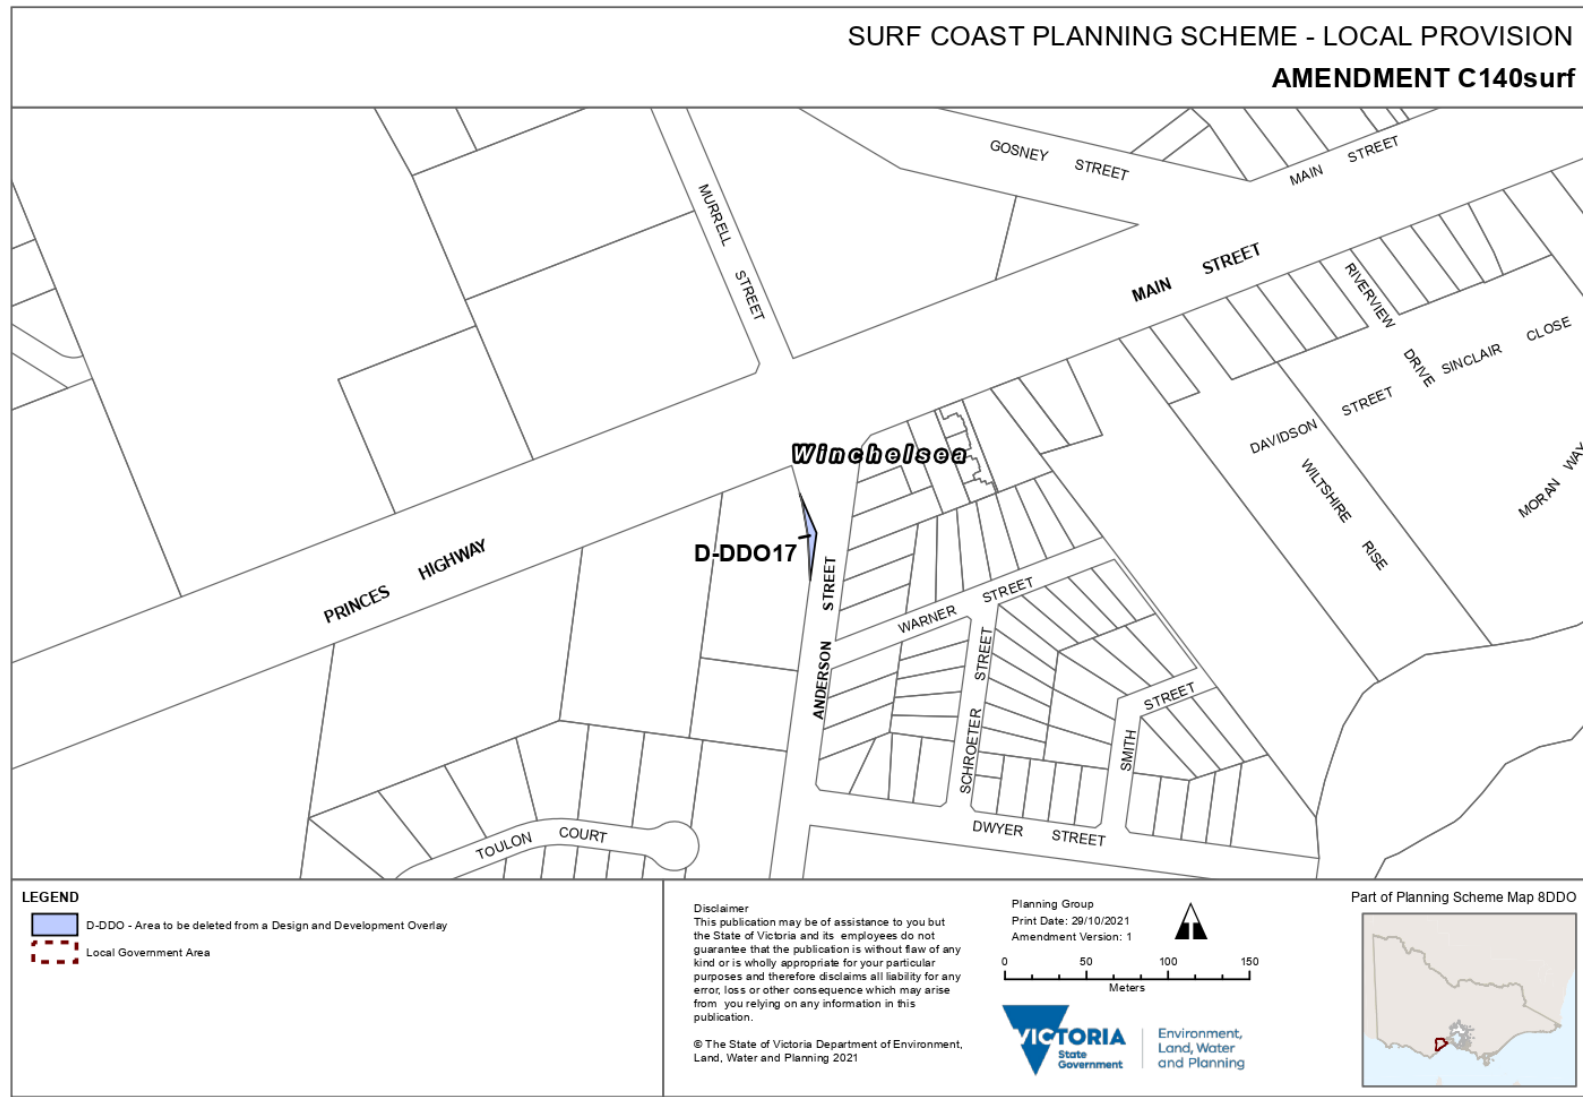 SURF COAST PLANNING SCHEME - LOCAL PROVISION
AMENDMENT C140surf
GOSNEY STREET
MAIN STREET
MURRELL STREET
MAIN STREET
RIVERVIEW DRIVE
SINCLAIR CLOSE
DAVIDSON STREET
WILTSHIRE RISE
MORAN WAY
Winchelsea
PRINCES HIGHWAY
D-DDO17
ANDERSON STREET
WARNER STREET
SCHROETER STREET
SMITH STREET
DWYER STREET
TOULON COURT
LEGEND
D-DDO - Area to be deleted from a Design and Development Overlay
Local Government Area
Disclaimer
This publication may be of assistance to you but
the State of Victoria and its employees do not
guarantee that the publication is without flaw of any
kind or is wholly appropriate for your particular
purposes and therefore disclaims all liability for any
error, loss or other consequence which may arise
from you relying on any information in this
publication.
© The State of Victoria Department of Environment,
Land, Water and Planning 2021
Planning Group
Print Date: 29/10/2021
Amendment Version: 1
0 50 100 150
Meters
VICTORIA
State
Government
Environment,
Land, Water
and Planning
Part of Planning Scheme Map 8DDO